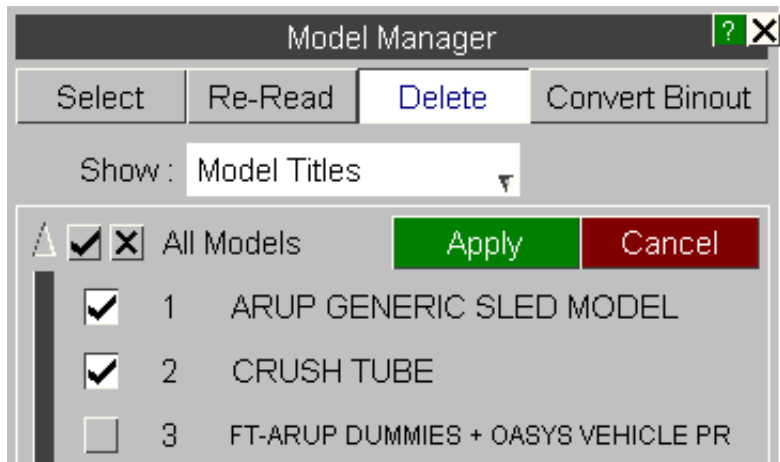 Model Manager
?
Select Re-Read Delete Convert Binout
Show : Model Titles
All Models Apply Cancel
1 ARUP GENERIC SLED MODEL
2 CRUSH TUBE
3 FT-ARUP DUMMIES + OASYS VEHICLE PR